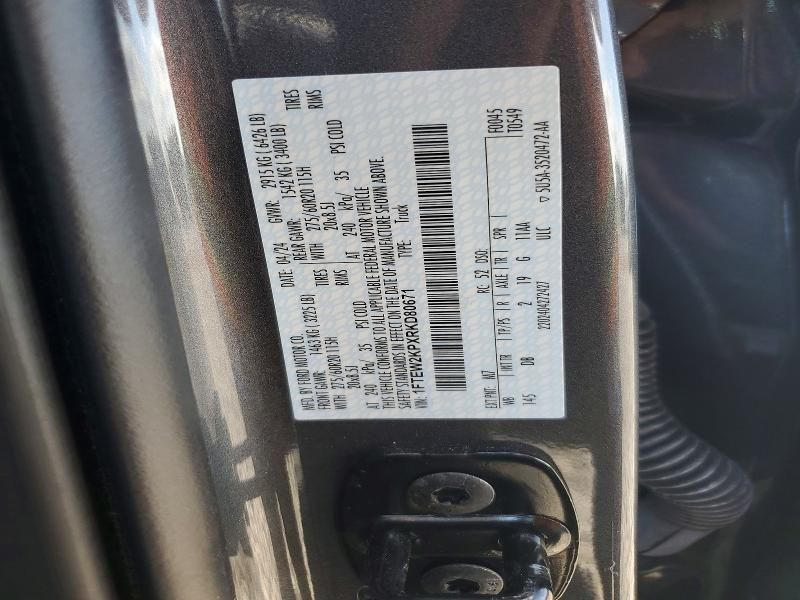 MFD. BY FORD MOTOR CO. DATE: 04/24 GVWR: 2915 KG ( 6426 LB)
FRONT GAWR: 1463 KG ( 3225 LB) REAR GAWR: 1542 KG ( 3400 LB)
WITH 275/60R20 115H TIRES WITH 275/60R20 115H TIRES
20x8.5J RIMS 20x8.5J RIMS
AT 240 kPa/ 35 PSI COLD AT 240 kPa/ 35 PSI COLD
THIS VEHICLE CONFORMS TO ALL APPLICABLE FEDERAL MOTOR VEHICLE
SAFETY STANDARDS IN EFFECT ON THE DATE OF MANUFACTURE SHOWN ABOVE.
VIN: 1FTEW2KPXRKD80671 TYPE: Truck
F0045
T0549
EXT PNT: M7 RC: 52 DSO:
WB INT TR TP/PS R AXLE TR SPR
145 DB 2 19 G 11AA
220240427427 ULC ▽ 5U5A-3520472-AA